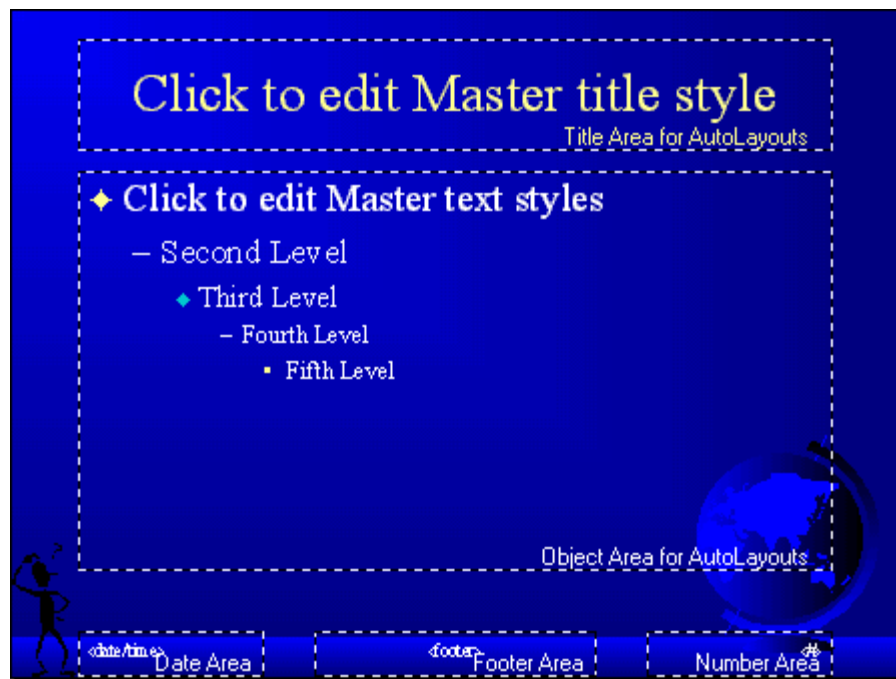 Click to edit Master title style
Title Area for AutoLayouts
Click to edit Master text styles
– Second Level
Third Level
– Fourth Level
▪ Fifth Level
Object Area for AutoLayouts
<date/time>
Date Area
<footer>
Footer Area
<#>
Number Area